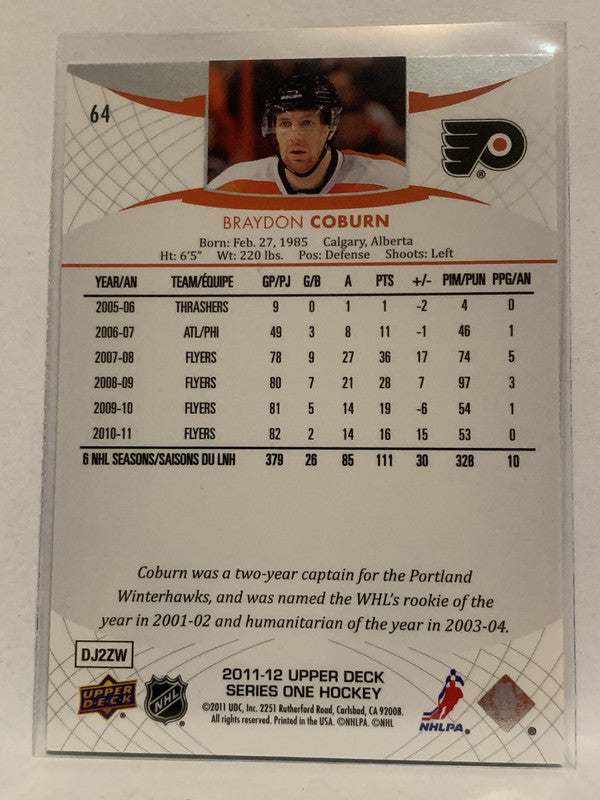 64
BRAYDON COBURN
Born: Feb. 27, 1985 Calgary, Alberta
Ht: 6'5" Wt: 220 lbs. Pos: Defense Shoots: Left
YEAR/AN TEAM/ÉQUIPE GP/PJ G/B A PTS +/- PIM/PUN PPG/AN
2005-06 THRASHERS 9 0 1 1 -2 4 0
2006-07 ATL/PHI 49 3 8 11 -1 46 1
2007-08 FLYERS 78 9 27 36 17 74 5
2008-09 FLYERS 80 7 21 28 7 97 3
2009-10 FLYERS 81 5 14 19 -6 54 1
2010-11 FLYERS 82 2 14 16 15 53 0
6 NHL SEASONS/SAISONS DU LNH 379 26 85 111 30 328 10
Coburn was a two-year captain for the Portland
Winterhawks, and was named the WHL's rookie of the
year in 2001-02 and humanitarian of the year in 2003-04.
DJ2ZW
UPPER DECK
NHL
2011-12 UPPER DECK
SERIES ONE HOCKEY
©2011 UDC, Inc. 2251 Rutherford Road, Carlsbad, CA 92008.
All rights reserved. Printed in the USA. ©NHLPA. ©NHL
NHLPA.